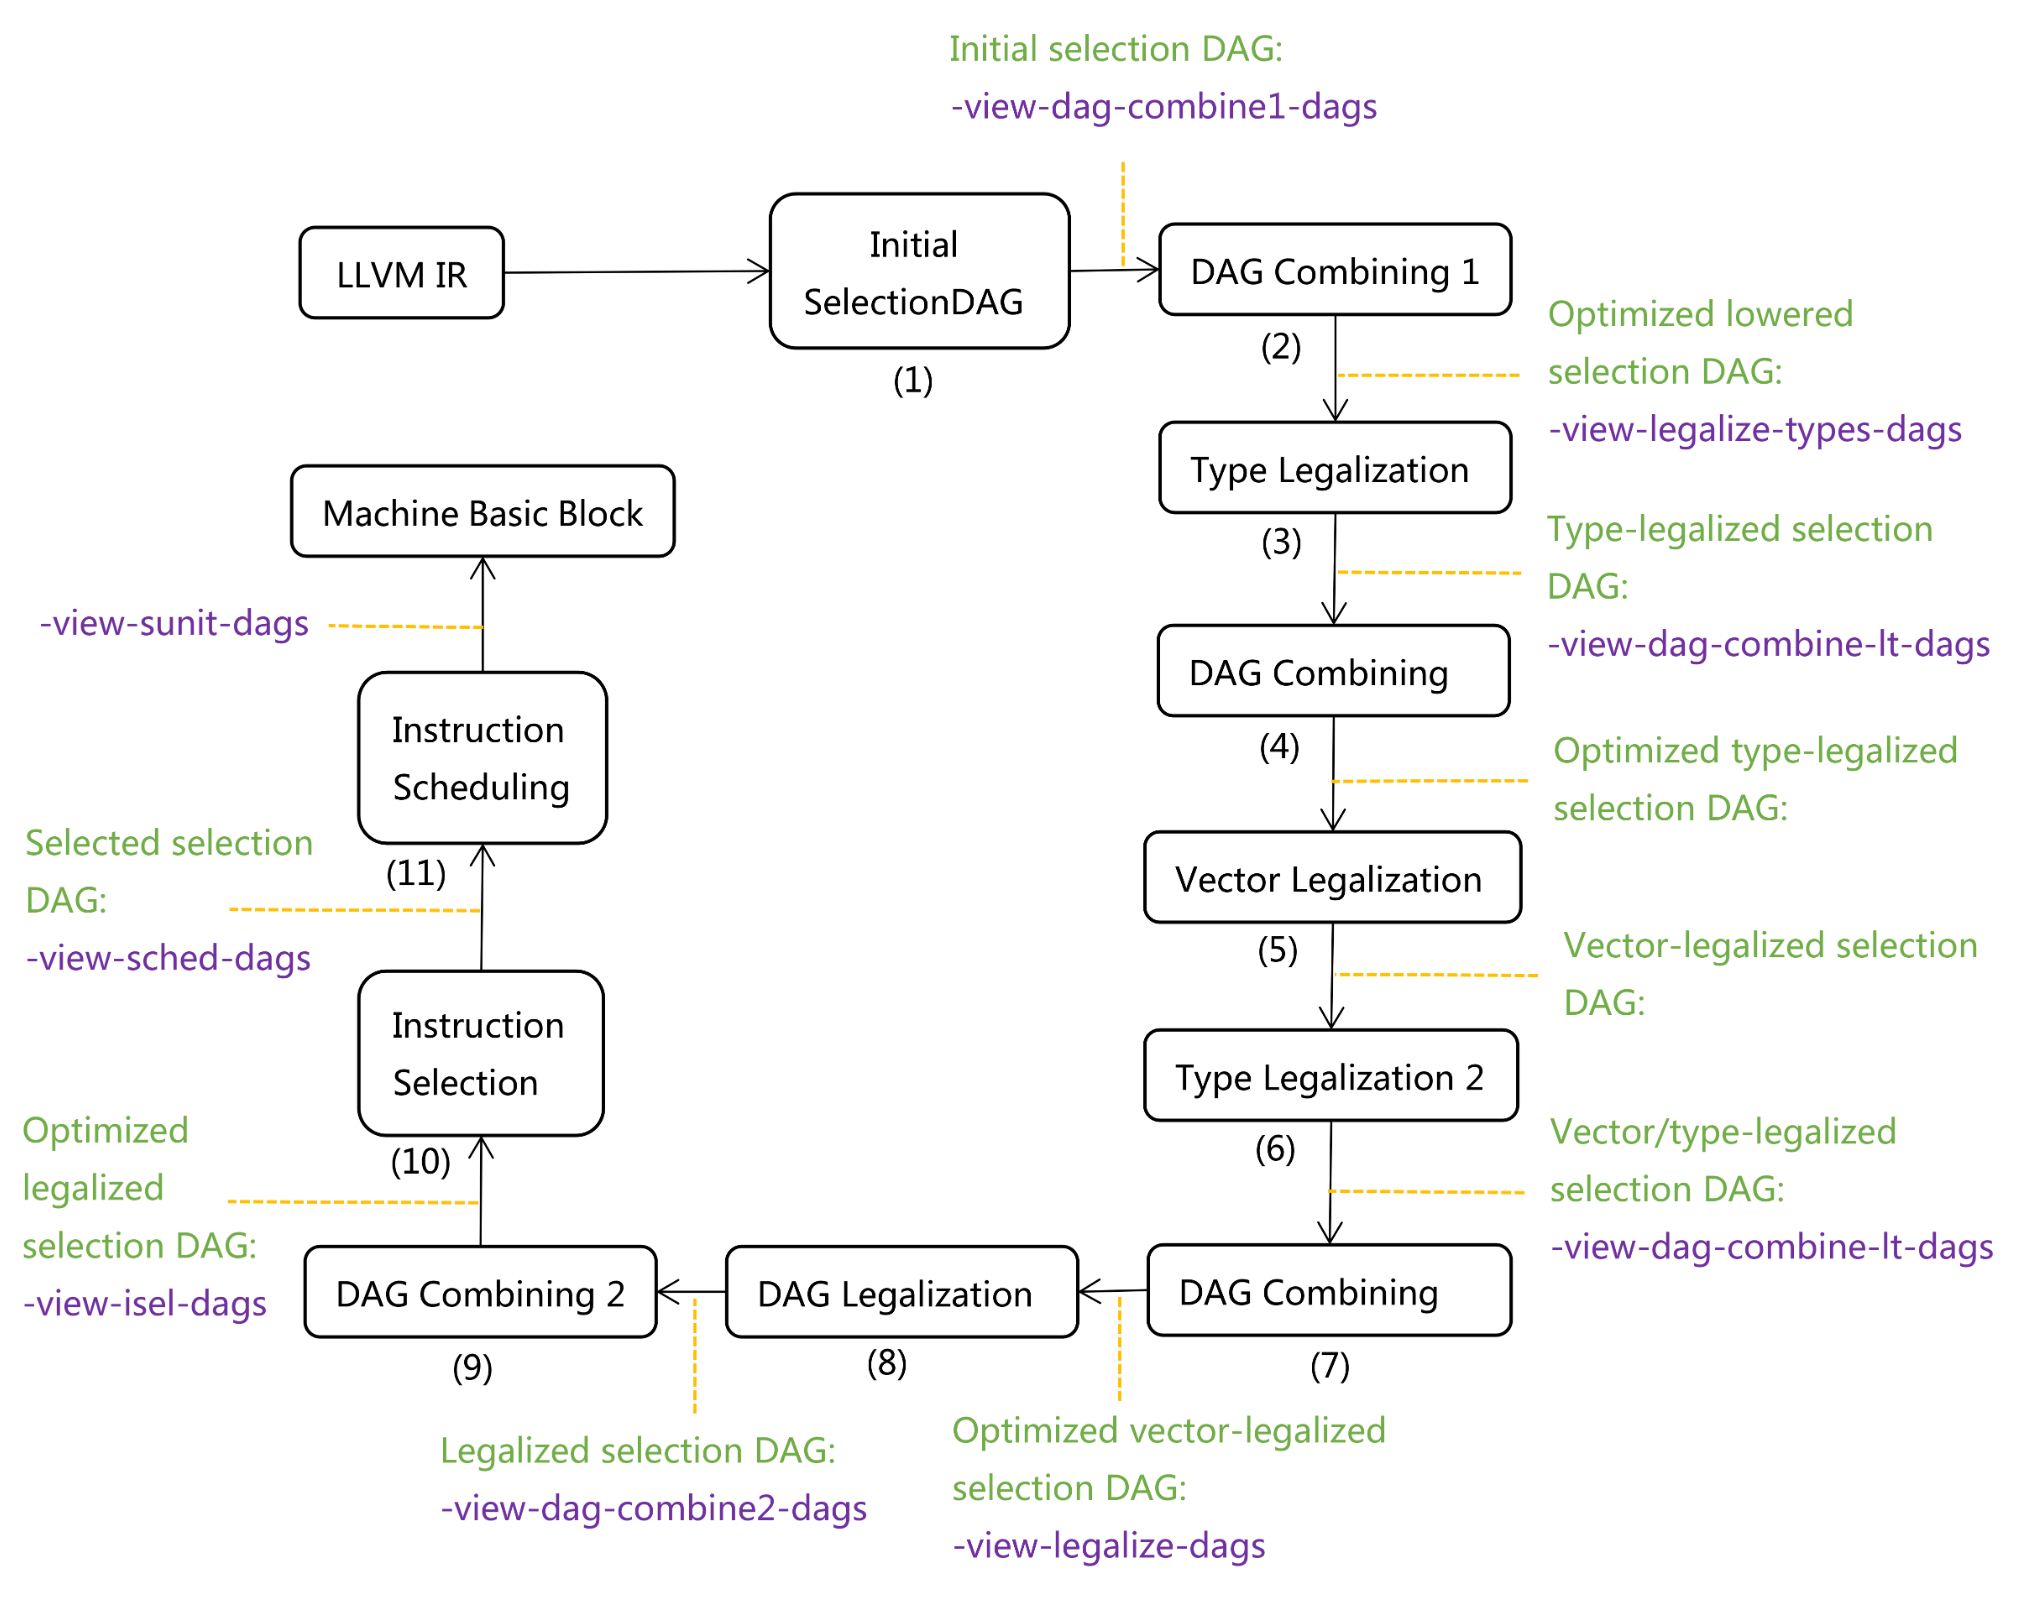 Initial selection DAG:
-view-dag-combine1-dags
LLVM IR
Initial
SelectionDAG
(1)
DAG Combining 1
(2)
Optimized lowered
selection DAG:
-view-legalize-types-dags
Type Legalization
(3)
Type-legalized selection
DAG:
-view-dag-combine-lt-dags
DAG Combining
(4)
Optimized type-legalized
selection DAG:
Vector Legalization
(5)
Vector-legalized selection
DAG:
Type Legalization 2
(6)
Vector/type-legalized
selection DAG:
-view-dag-combine-lt-dags
DAG Combining
(7)
Optimized vector-legalized
selection DAG:
-view-legalize-dags
DAG Legalization
(8)
Legalized selection DAG:
-view-dag-combine2-dags
DAG Combining 2
(9)
Optimized
legalized
selection DAG:
-view-isel-dags
Instruction
Selection
(10)
Selected selection
DAG:
-view-sched-dags
Instruction
Scheduling
(11)
-view-sunit-dags
Machine Basic Block